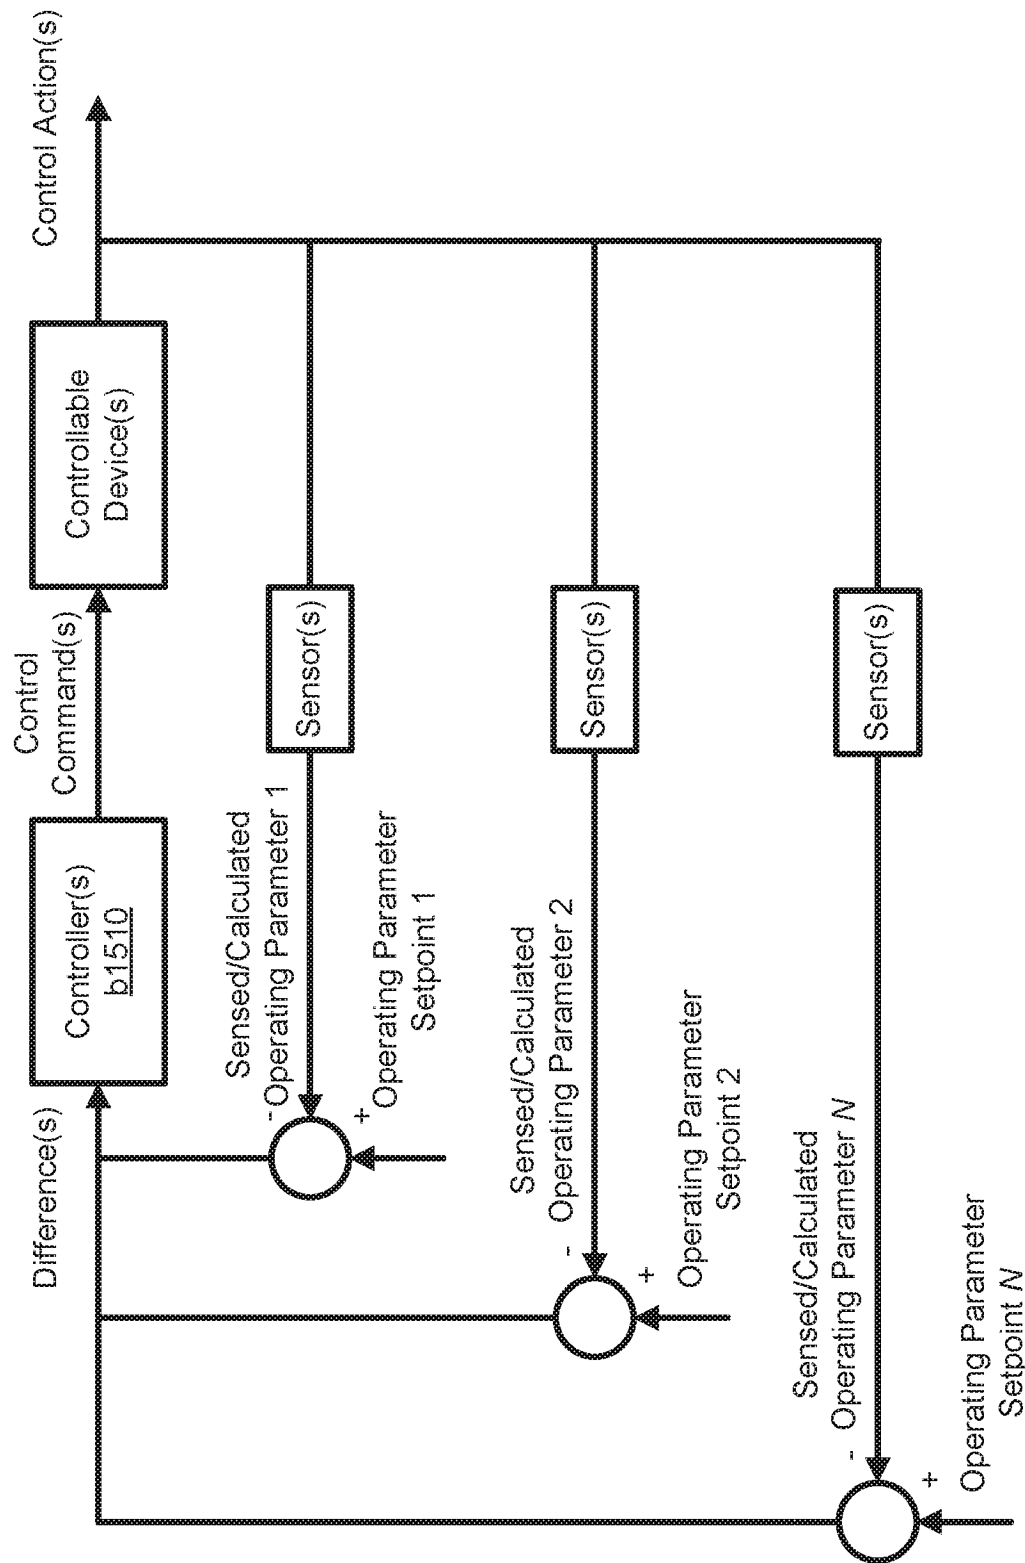 Difference(s)
Controller(s)
b1510
Control
Command(s)
Controllable
Device(s)
Control Action(s)
Sensed/Calculated
- Operating Parameter 1
+
Operating Parameter
Setpoint 1
Sensor(s)
Sensed/Calculated
- Operating Parameter 2
+
Operating Parameter
Setpoint 2
Sensor(s)
Sensed/Calculated
- Operating Parameter N
+
Operating Parameter
Setpoint N
Sensor(s)